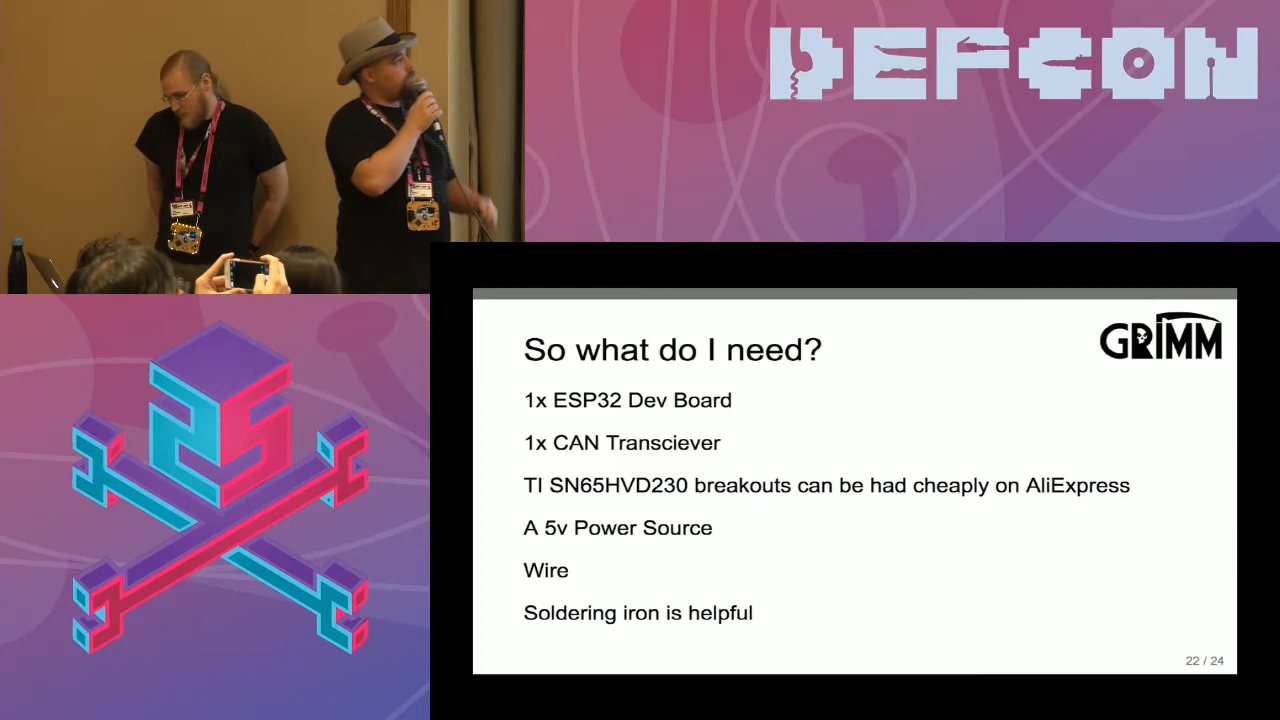 DEFCON
GRIMM
So what do I need?
1x ESP32 Dev Board
1x CAN Transciever
TI SN65HVD230 breakouts can be had cheaply on AliExpress
A 5v Power Source
Wire
Soldering iron is helpful
22 / 24